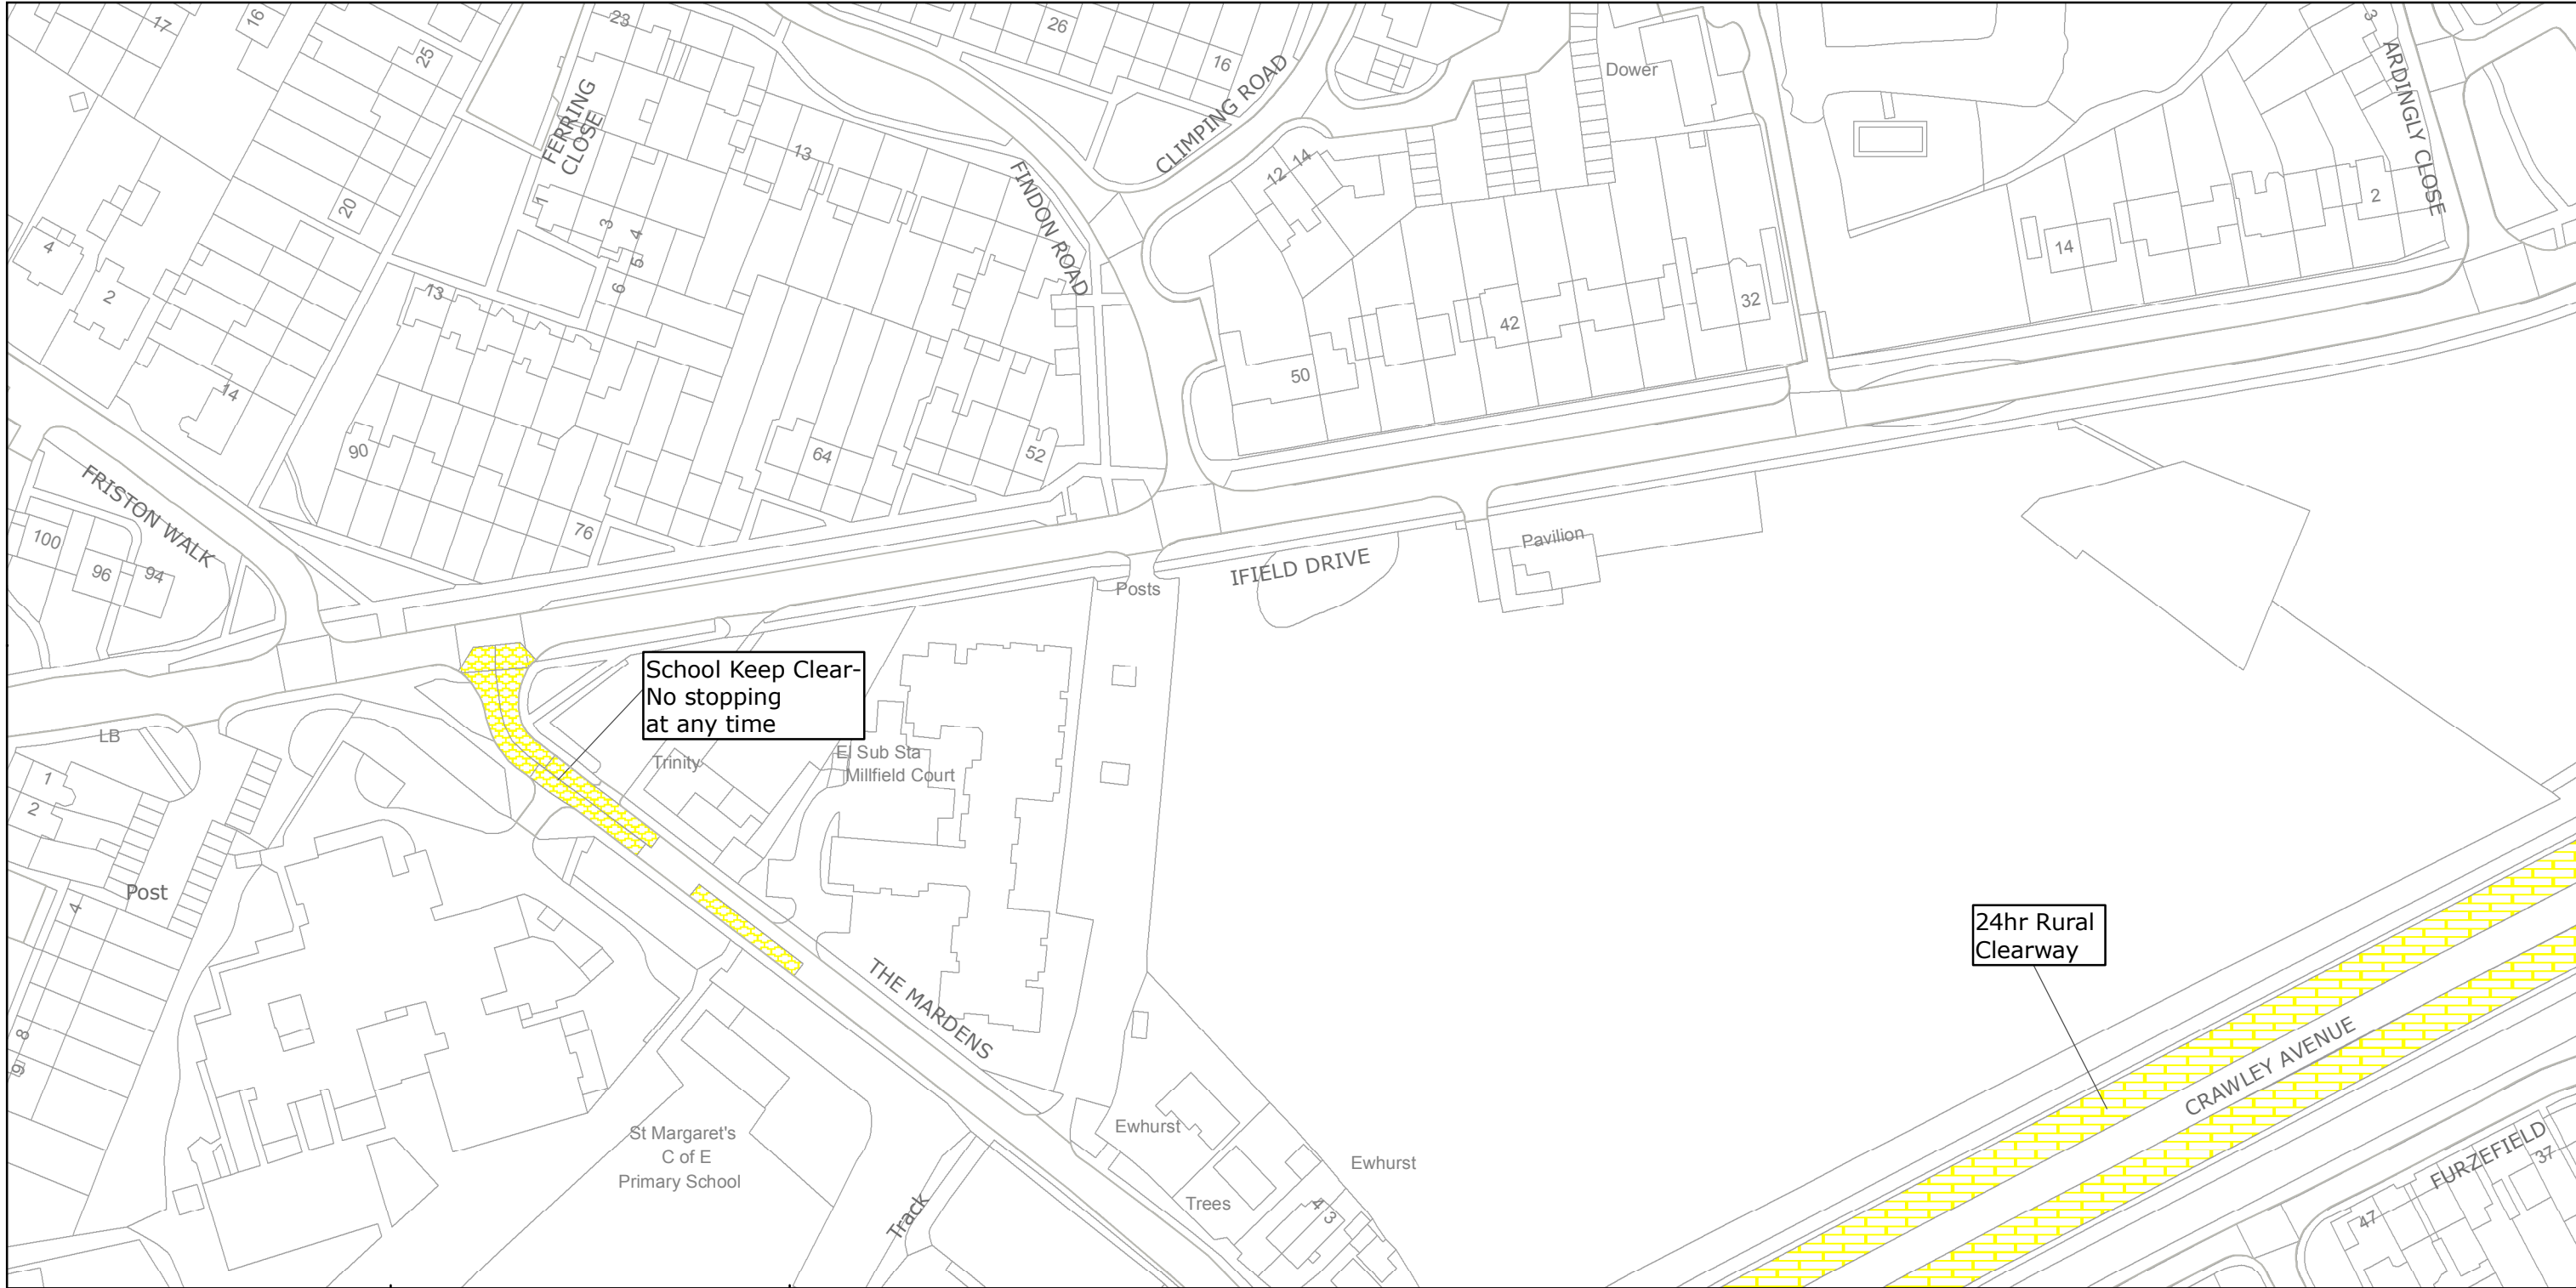 17
16
25
23
26
16
3
ARDINGLY CLOSE
Dower
CLIMPING ROAD
FERRING
CLOSE
13
12
14
FINDON ROAD
20
1
3
4
5
6
4
2
13
14
2
14
32
42
50
90
64
52
76
FRISTON WALK
100
96
94
Posts
IFIELD DRIVE
Pavilion
School Keep Clear-
No stopping
at any time
LB
Trinity
El Sub Sta
Millfield Court
1
2
Post
4
8
9
THE MARDENS
24hr Rural
Clearway
CRAWLEY AVENUE
St Margaret's
C of E
Primary School
Track
Ewhurst
Ewhurst
Trees
4
3
FURZEFIELD
37
47